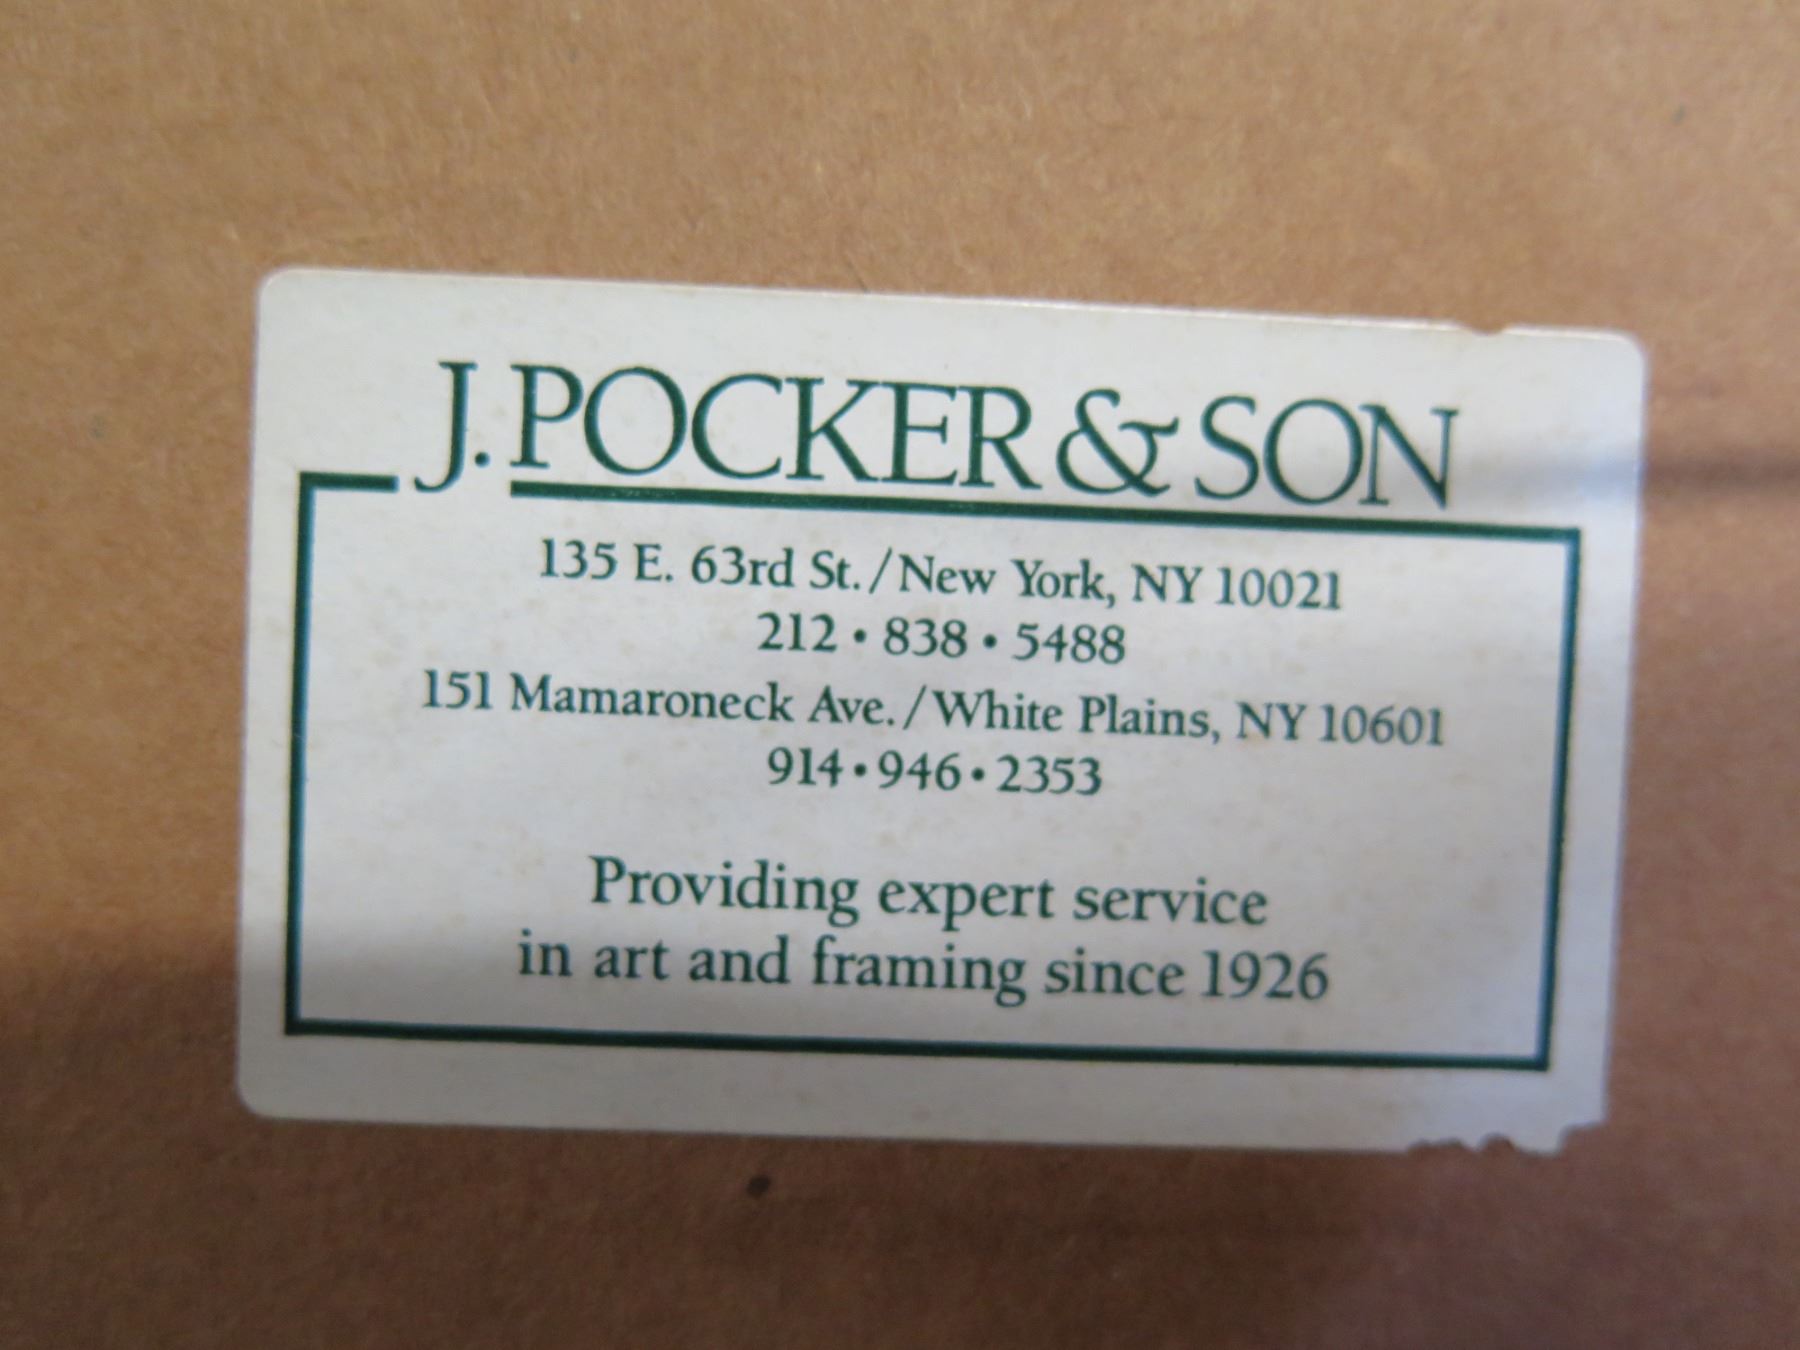 J. POCKER & SON
135 E. 63rd St./New York, NY 10021
212 • 838 • 5488
151 Mamaroneck Ave./White Plains, NY 10601
914 • 946 • 2353
Providing expert service
in art and framing since 1926